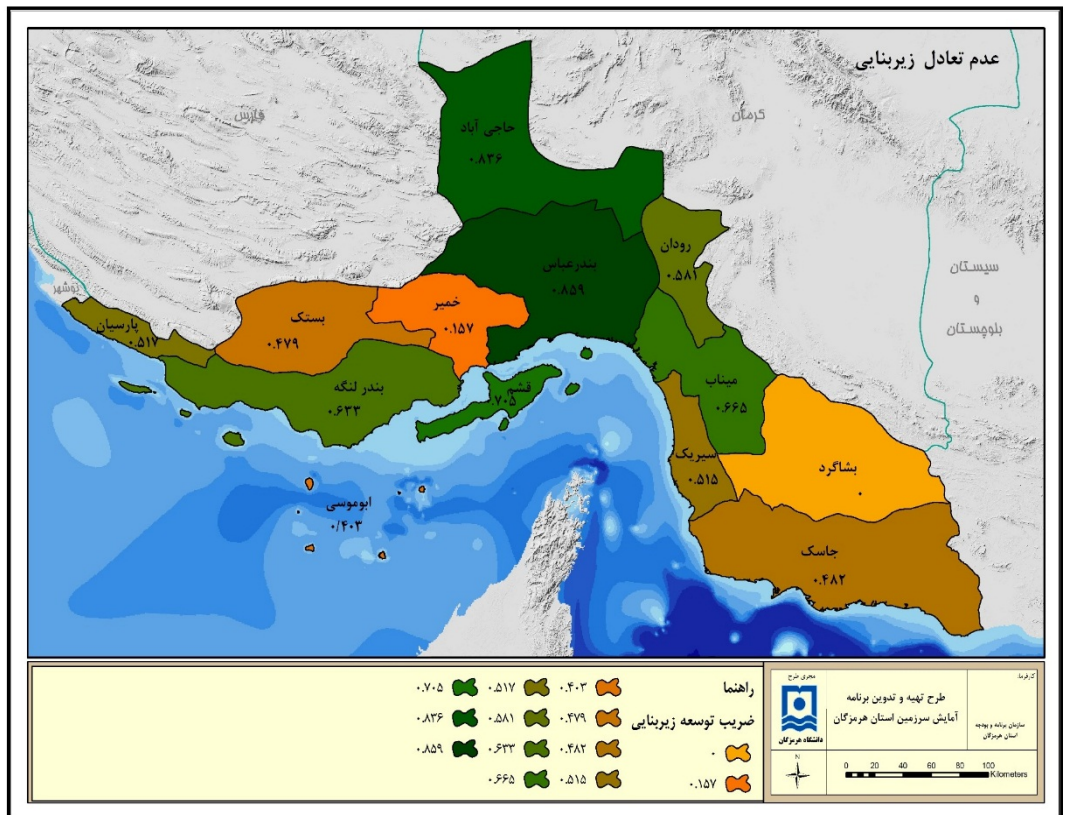 عدم تعادل زیربنایی
فارس
کرمان
حاجی آباد
۰.۸۳۶
رودان
۰.۵۸۱
سیستان
و
بلوچستان
بندرعباس
۰.۸۵۹
بوشهر
خمیر
۰.۱۵۷
بستک
۰.۴۷۹
پارسیان
۰.۵۱۷
بندر لنگه
۰.۶۳۳
قشم
۰.۷۰۵
میناب
۰.۶۶۵
سیریک
۰.۵۱۵
بشاگرد
۰
ابوموسی
۰/۴۰۳
جاسک
۰.۴۸۲
راهنما
ضریب توسعه زیربنایی
۰
۰.۱۵۷
۰.۴۰۳
۰.۴۷۹
۰.۴۸۲
۰.۵۱۵
۰.۵۱۷
۰.۵۸۱
۰.۶۳۳
۰.۶۶۵
۰.۷۰۵
۰.۸۳۶
۰.۸۵۹
کارفرما:
سازمان برنامه و بودجه
استان هرمزگان
طرح تهیه و تدوین برنامه
آمایش سرزمین استان هرمزگان
مجری طرح
دانشگاه هرمزگان
N
0 20 40 60 80 100
Kilometers